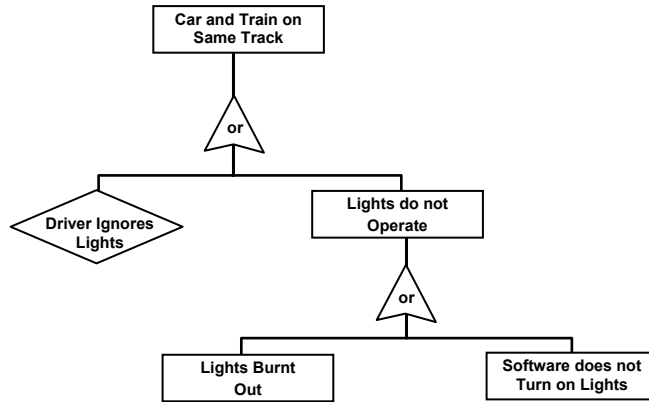 Car and Train on
Same Track
or
Driver Ignores
Lights
Lights do not
Operate
or
Lights Burnt
Out
Software does not
Turn on Lights